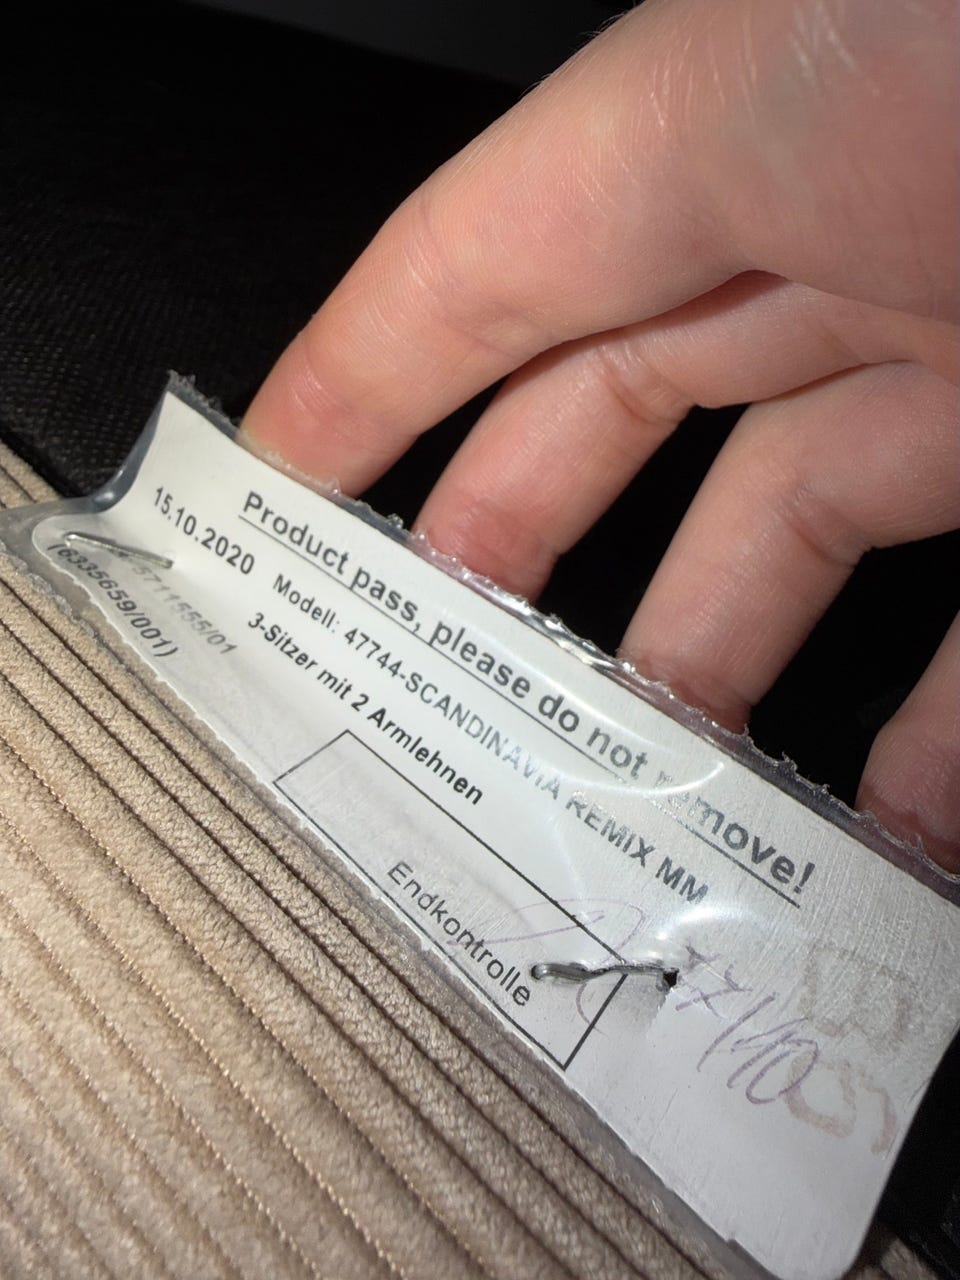 Product pass, please do not remove!
15.10.2020 Modell: 47744-SCANDINAVIA REMIX MM
3-Sitzer mit 2 Armlehnen
(6335659/001)
Endkontrolle